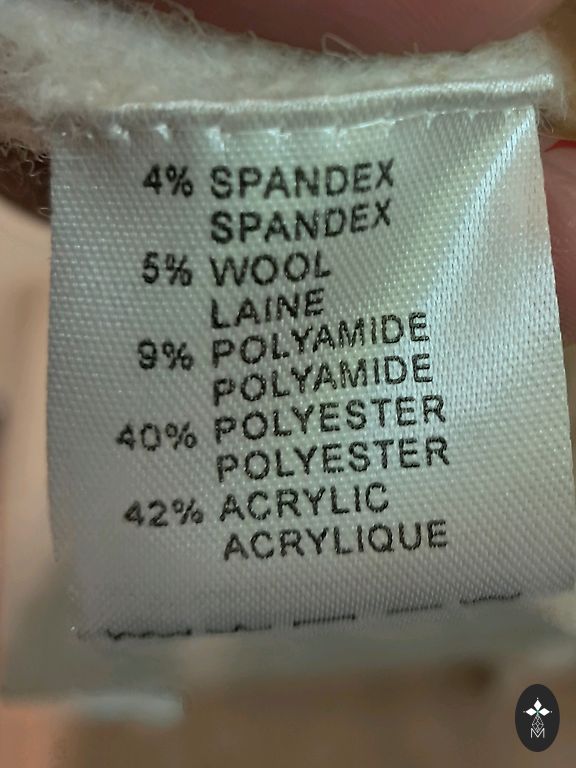 4% SPANDEX
SPANDEX
5% WOOL
LAINE
9% POLYAMIDE
POLYAMIDE
40% POLYESTER
POLYESTER
42% ACRYLIC
ACRYLIQUE
M